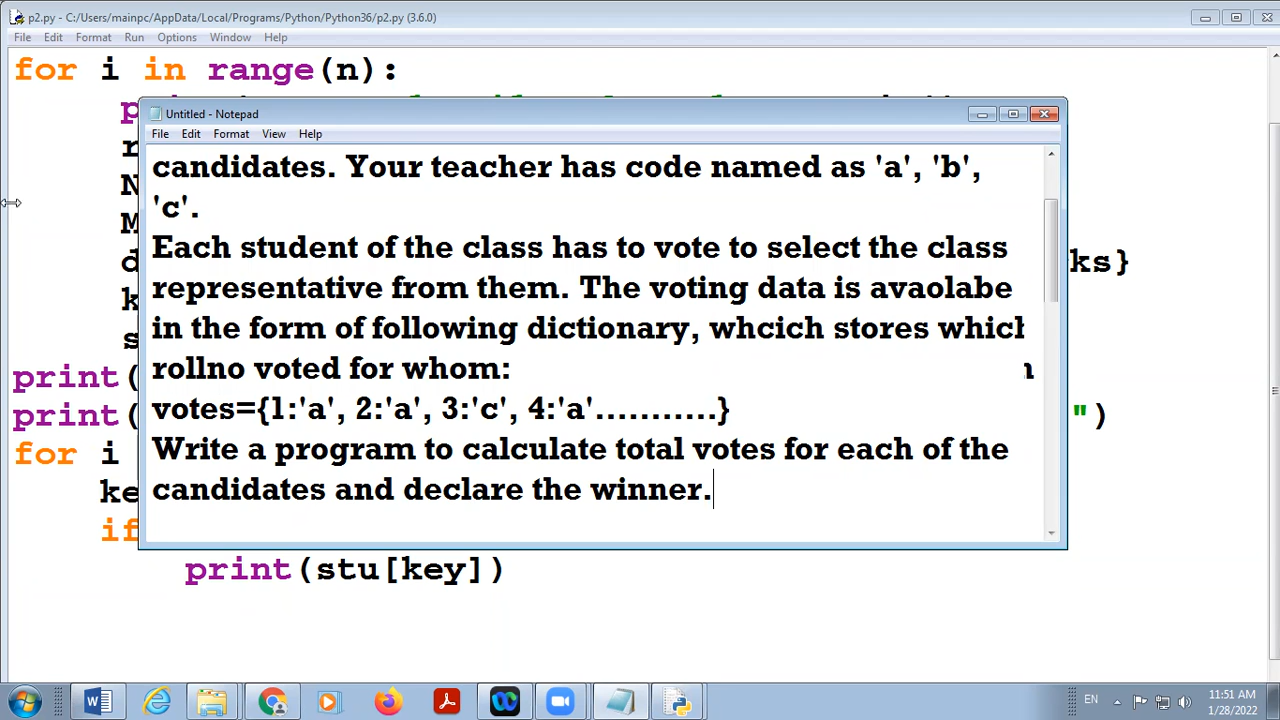 p2.py - C:/Users/mainpc/AppData/Local/Programs/Python/Python36/p2.py (3.6.0)
File Edit Format Run Options Window Help
for i in range(n):
Untitled - Notepad
File Edit Format View Help
candidates. Your teacher has code named as 'a', 'b',
'c'.
Each student of the class has to vote to select the class
representative from them. The voting data is avaolabe
in the form of following dictionary, whcich stores which
rollno voted for whom:
votes={1:'a', 2:'a', 3:'c', 4:'a'...........}
Write a program to calculate total votes for each of the
candidates and declare the winner.
ks}
print(
print( ")
for i
ke
if
print(stu[key])
EN
11:51 AM
1/28/2022